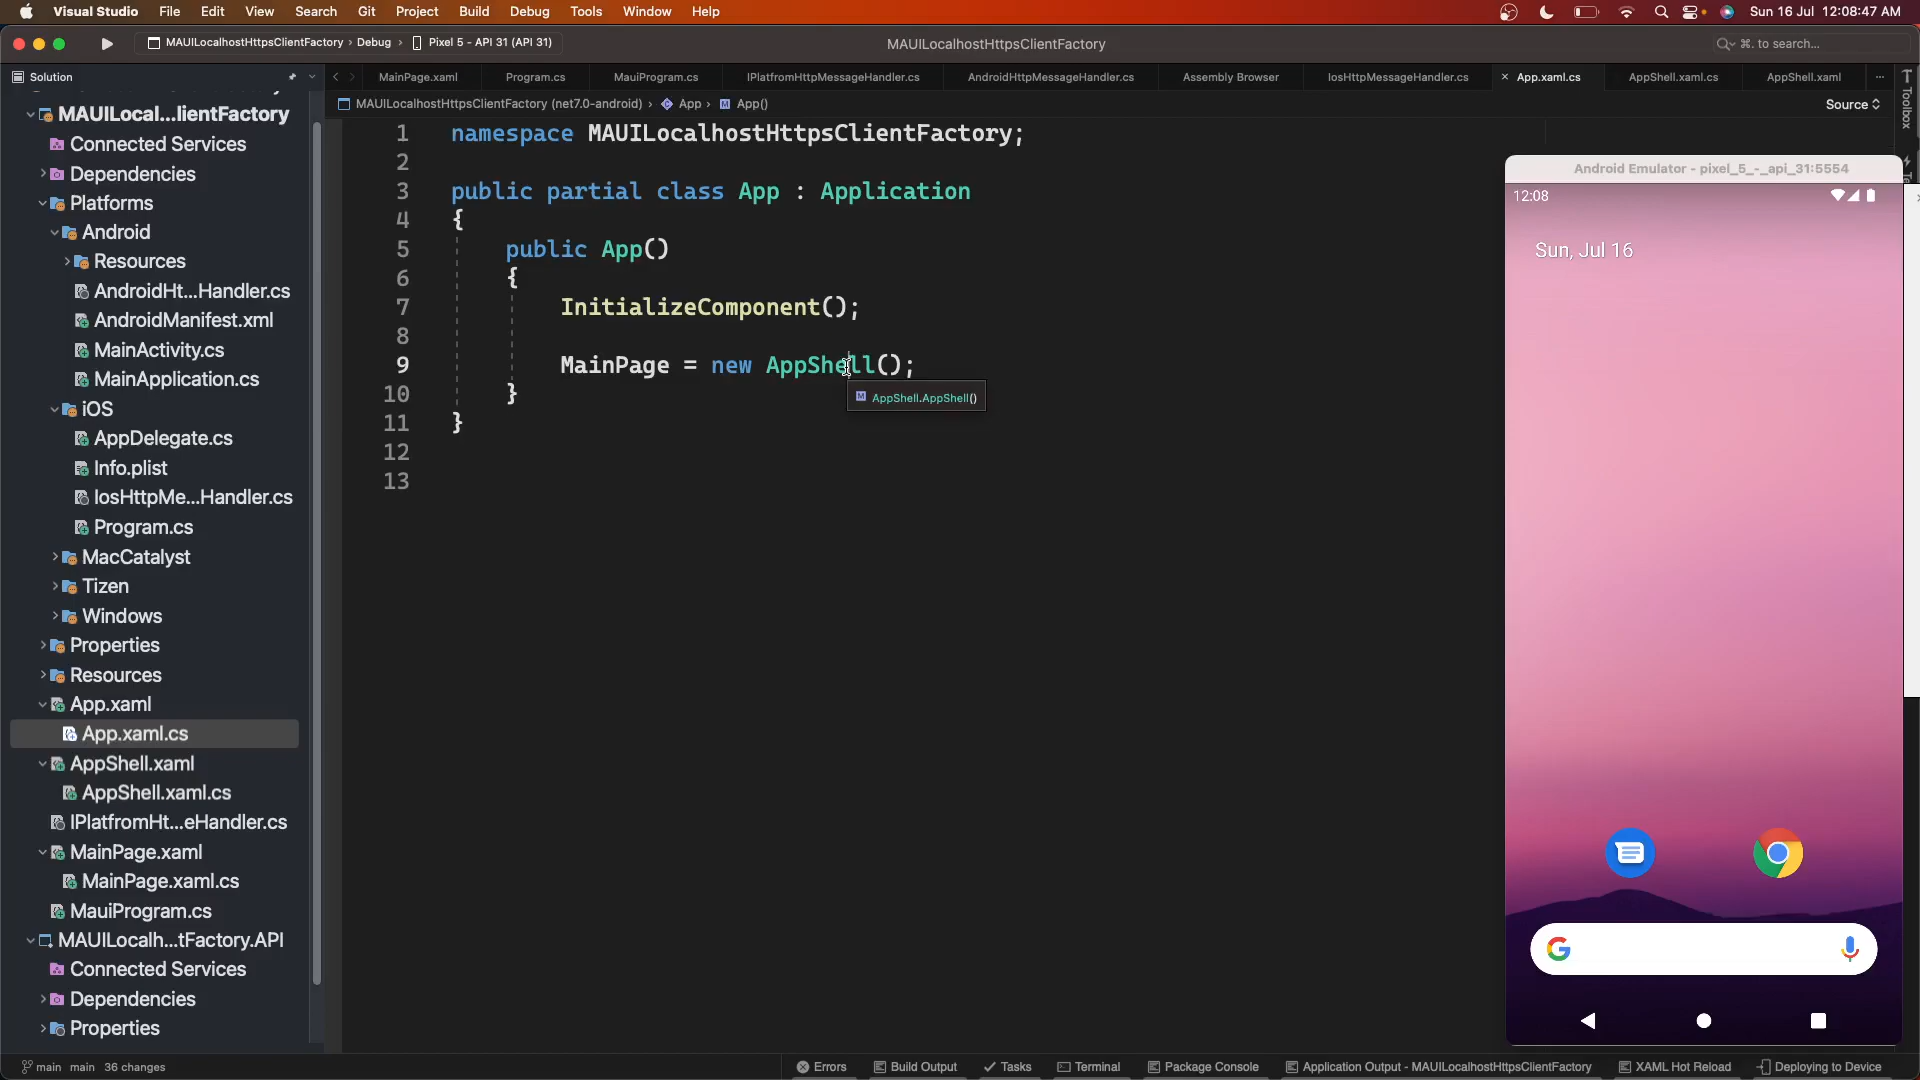 Visual Studio File Edit View Search Git Project Build Debug Tools Window Help Sun 16 Jul 12:08:47 AM
MAUILocalhostHttpsClientFactory › Debug › Pixel 5 - API 31 (API 31) MAUILocalhostHttpsClientFactory ⌘. to search...
Solution
MainPage.xaml Program.cs MauiProgram.cs IPlatfromHttpMessageHandler.cs AndroidHttpMessageHandler.cs Assembly Browser IosHttpMessageHandler.cs × App.xaml.cs AppShell.xaml.cs AppShell.xaml ...
MAUILocalhostHttpsClientFactory (net7.0-android) › App › M App()
Source
Toolbox
MAUILocal...lientFactory
Connected Services
Dependencies
Platforms
Android
Resources
AndroidHt...Handler.cs
AndroidManifest.xml
MainActivity.cs
MainApplication.cs
iOS
AppDelegate.cs
Info.plist
IosHttpMe...Handler.cs
Program.cs
MacCatalyst
Tizen
Windows
Properties
Resources
App.xaml
App.xaml.cs
AppShell.xaml
AppShell.xaml.cs
IPlatfromHt...eHandler.cs
MainPage.xaml
MainPage.xaml.cs
MauiProgram.cs
MAUILocalh...tFactory.API
Connected Services
Dependencies
Properties
1 namespace MAUILocalhostHttpsClientFactory;
2
3 public partial class App : Application
4 {
5 public App()
6 {
7 InitializeComponent();
8
9 MainPage = new AppShell();
M AppShell.AppShell()
10 }
11 }
12
13
Android Emulator - pixel_5_-_api_31:5554
12:08
Sun, Jul 16
G
main main 36 changes
Errors Build Output Tasks Terminal Package Console Application Output - MAUILocalhostHttpsClientFactory XAML Hot Reload Deploying to Device